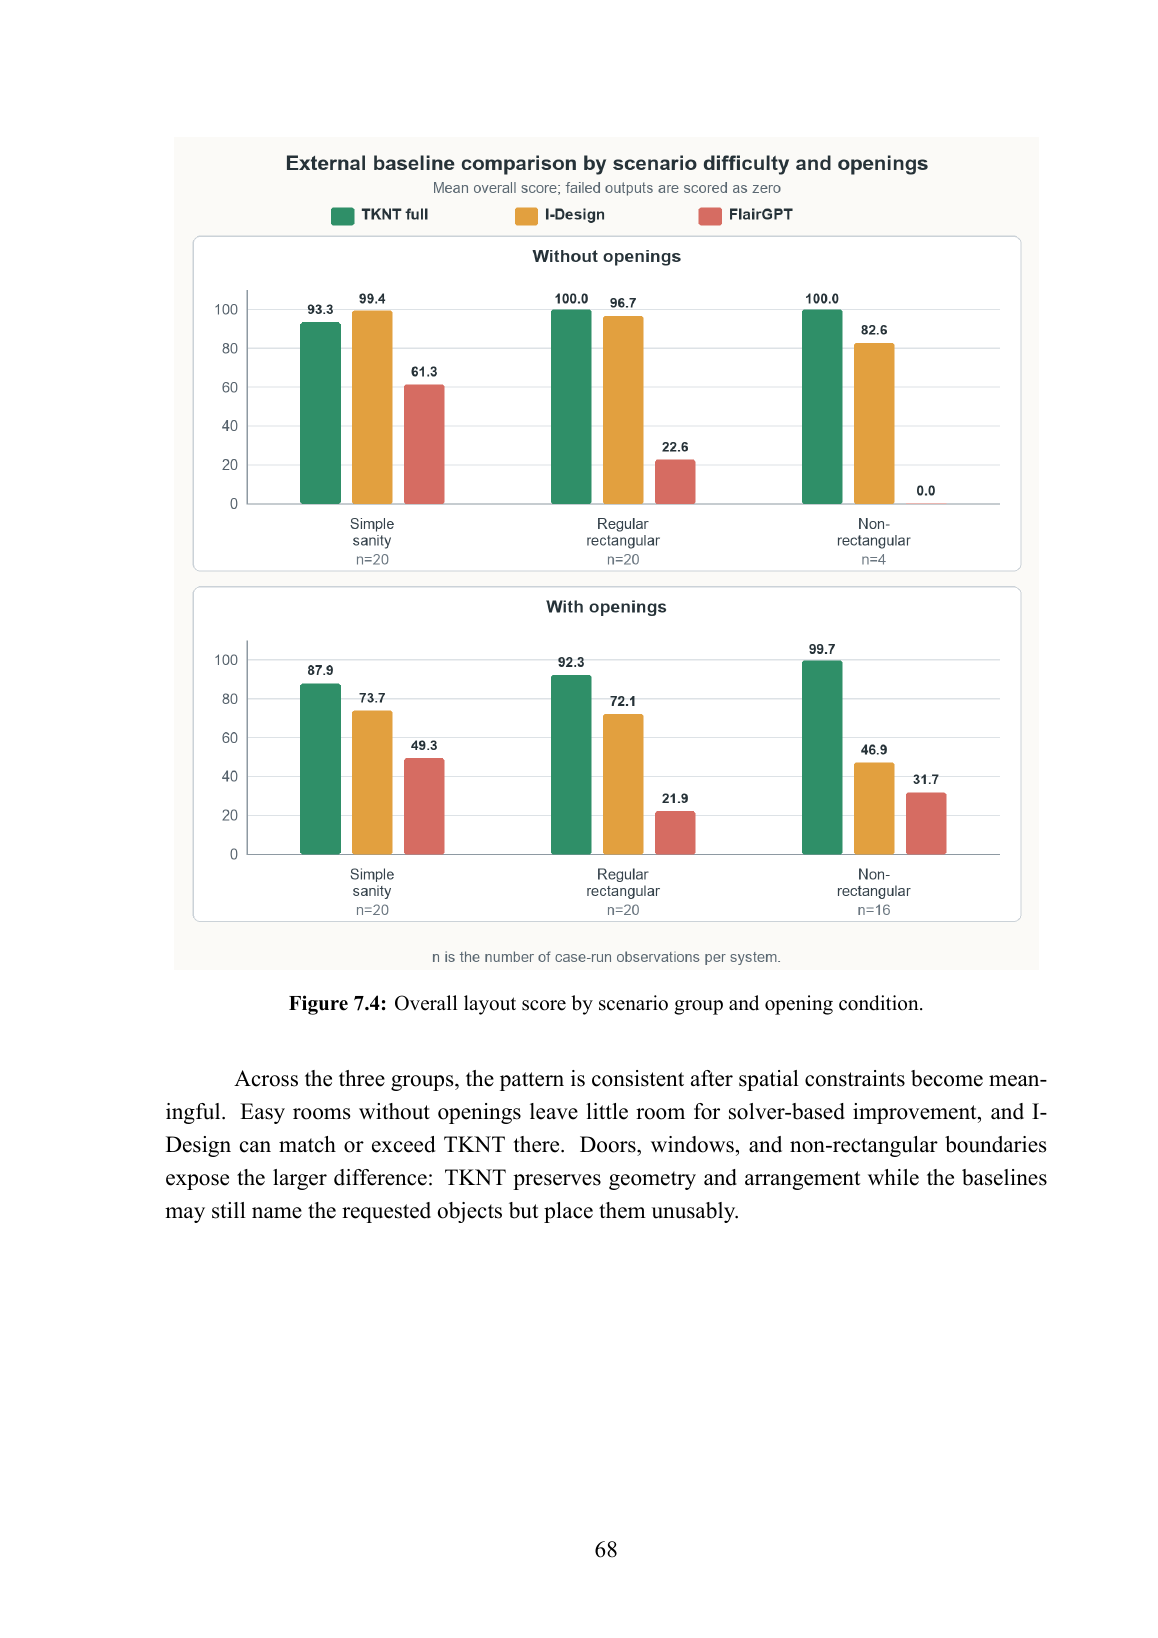 External baseline comparison by scenario difficulty and openings
Mean overall score; failed outputs are scored as zero
TKNT full I-Design FlairGPT
Without openings
100
80
60
40
20
0
93.3 99.4 61.3
100.0 96.7 22.6
100.0 82.6 0.0
Simple
sanity
n=20
Regular
rectangular
n=20
Non-
rectangular
n=4
With openings
100
80
60
40
20
0
87.9 73.7 49.3
92.3 72.1 21.9
99.7 46.9 31.7
Simple
sanity
n=20
Regular
rectangular
n=20
Non-
rectangular
n=16
n is the number of case-run observations per system.
Figure 7.4: Overall layout score by scenario group and opening condition.
Across the three groups, the pattern is consistent after spatial constraints become mean-
ingful. Easy rooms without openings leave little room for solver-based improvement, and I-
Design can match or exceed TKNT there. Doors, windows, and non-rectangular boundaries
expose the larger difference: TKNT preserves geometry and arrangement while the baselines
may still name the requested objects but place them unusably.
68